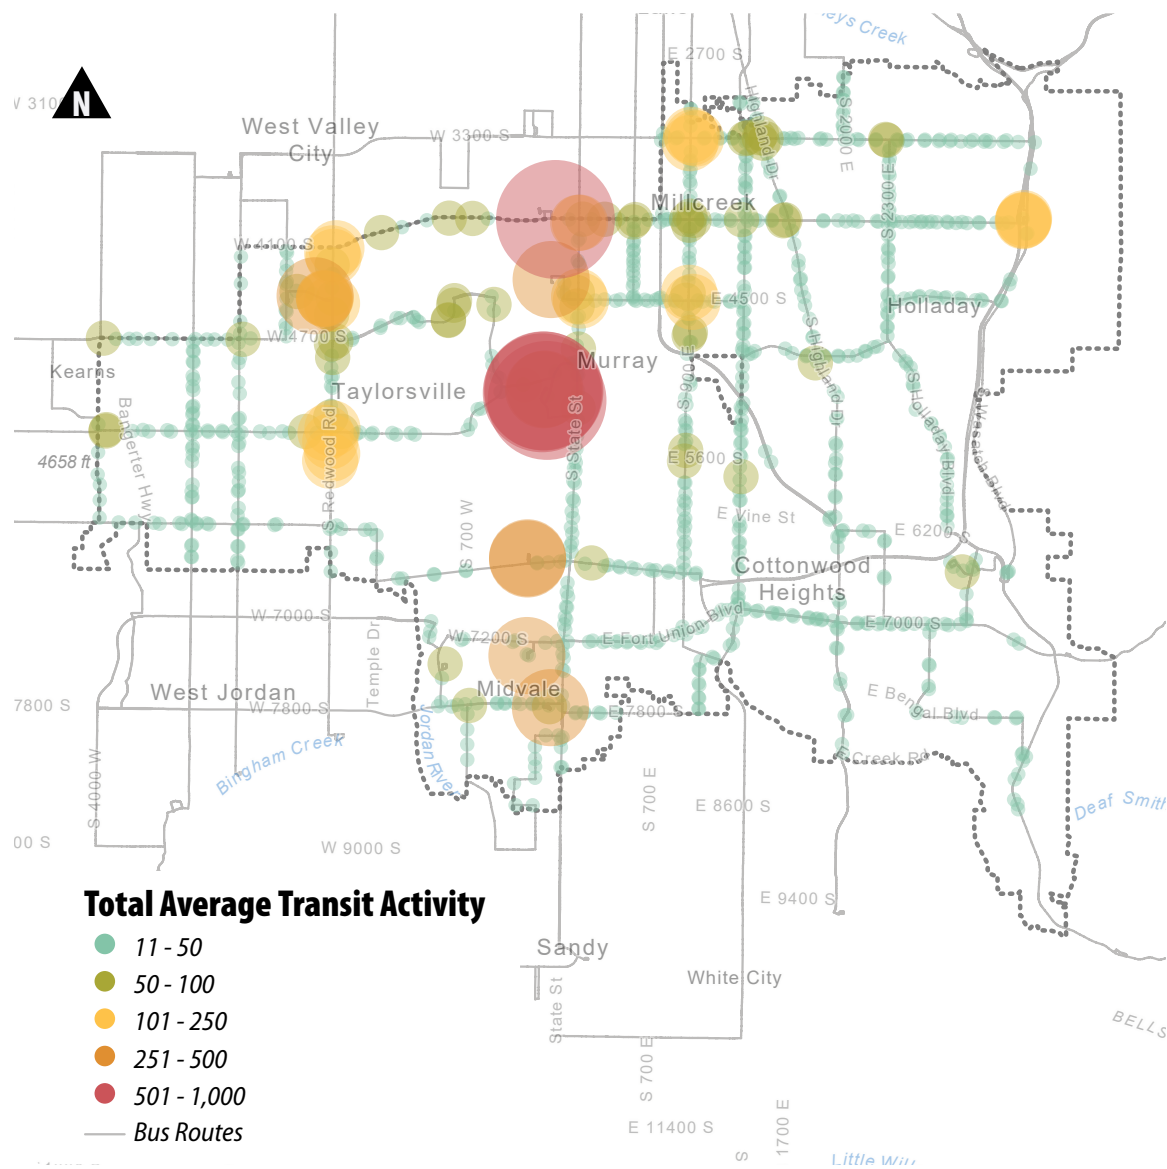 E 2700 S
eys Creek
N
W 310
Highland Dr
S 2000 E
West Valley
City
W 3300 S
Millcreek
S 2300 E
W 4100 S
E 4500 S
Holladay
W 4700 S
Kearns
Murray
Taylorsville
S 900 E
S Highland Dr
S Holladay Blvd
Bangerter Hwy
S Redwood Rd
S State St
4658 ft
E 5600 S
S 700 W
E Vine St
E 6200 S
Cottonwood
Heights
W 7000 S
E 7000 S
Temple Dr
W 7200 S
E Fort Union Blvd
West Jordan
Midvale
E Bengal Blvd
7800 S
W 7800 S
E 7800 S
Jordan River
Bingham Creek
E Creek Rd
S 4000 W
S 700 E
E 8600 S
Deaf Smith
00 S
W 9000 S
E 9400 S
Total Average Transit Activity
11 - 50
50 - 100
101 - 250
251 - 500
501 - 1,000
Bus Routes
Sandy
White City
State St
BELLS
S 700 E
E 11400 S
1700 E
S
Little Will